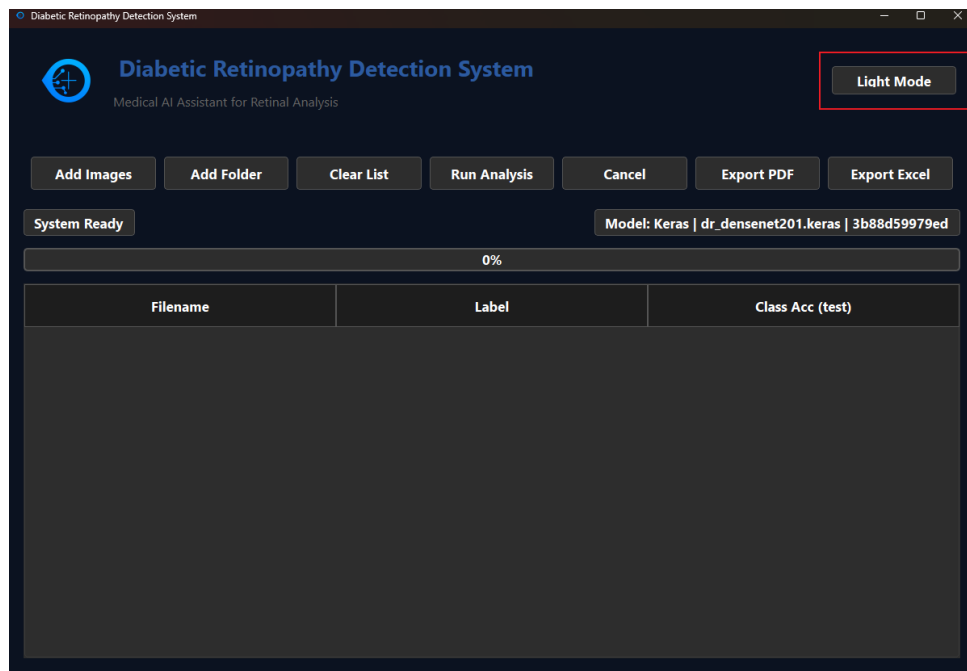 Diabetic Retinopathy Detection System
Diabetic Retinopathy Detection System
Medical AI Assistant for Retinal Analysis
Light Mode
Add Images Add Folder Clear List Run Analysis Cancel Export PDF Export Excel
System Ready Model: Keras | dr_densenet201.keras | 3b88d59979ed
0%
Filename Label Class Acc (test)